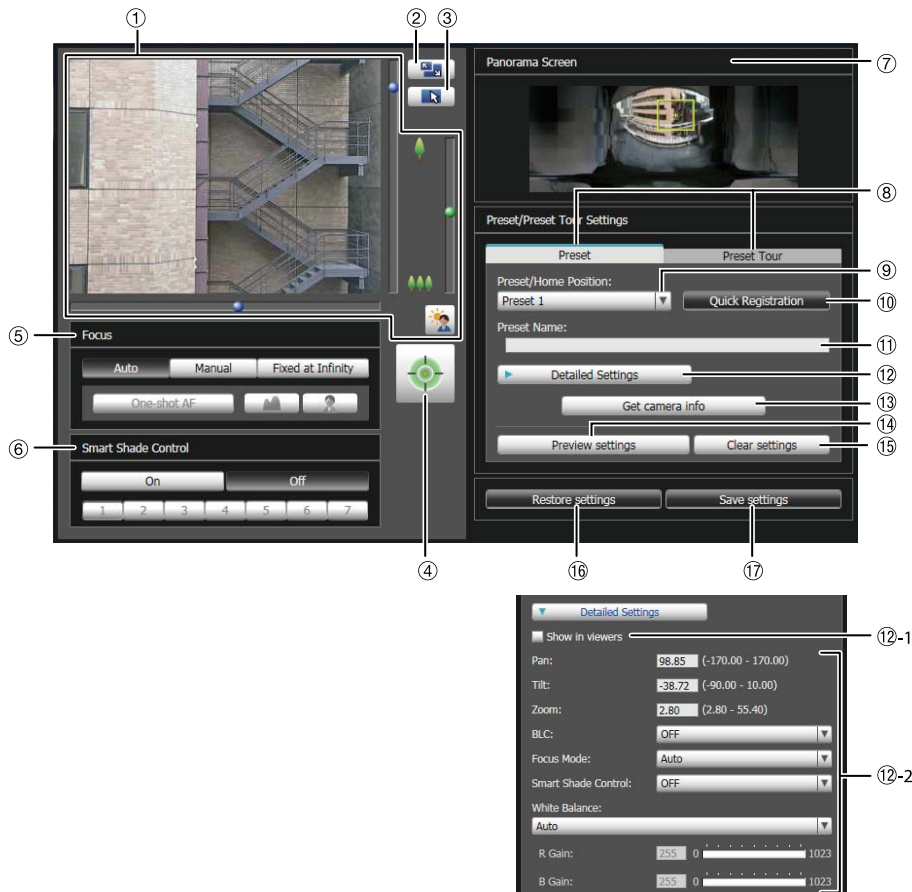 ① ② ③
Panorama Screen ⑦
⑧
Preset/Preset Tour Settings
Preset Preset Tour
Preset/Home Position: ⑨
Preset 1 Quick Registration ⑩
Preset Name:
⑪
Detailed Settings ⑫
Get camera info ⑬
⑭
Preview settings Clear settings ⑮
Restore settings Save settings
⑯ ⑰
⑤ Focus
Auto Manual Fixed at Infinity
One-shot AF
⑥ Smart Shade Control
On Off
1 2 3 4 5 6 7
④
Detailed Settings
Show in viewers ⑫-1
Pan: 98.85 (-170.00 - 170.00)
Tilt: -38.72 (-90.00 - 10.00)
Zoom: 2.80 (2.80 - 55.40)
BLC: OFF
Focus Mode: Auto
⑫-2
Smart Shade Control: OFF
White Balance:
Auto
R Gain: 255 0 1023
B Gain: 255 0 1023